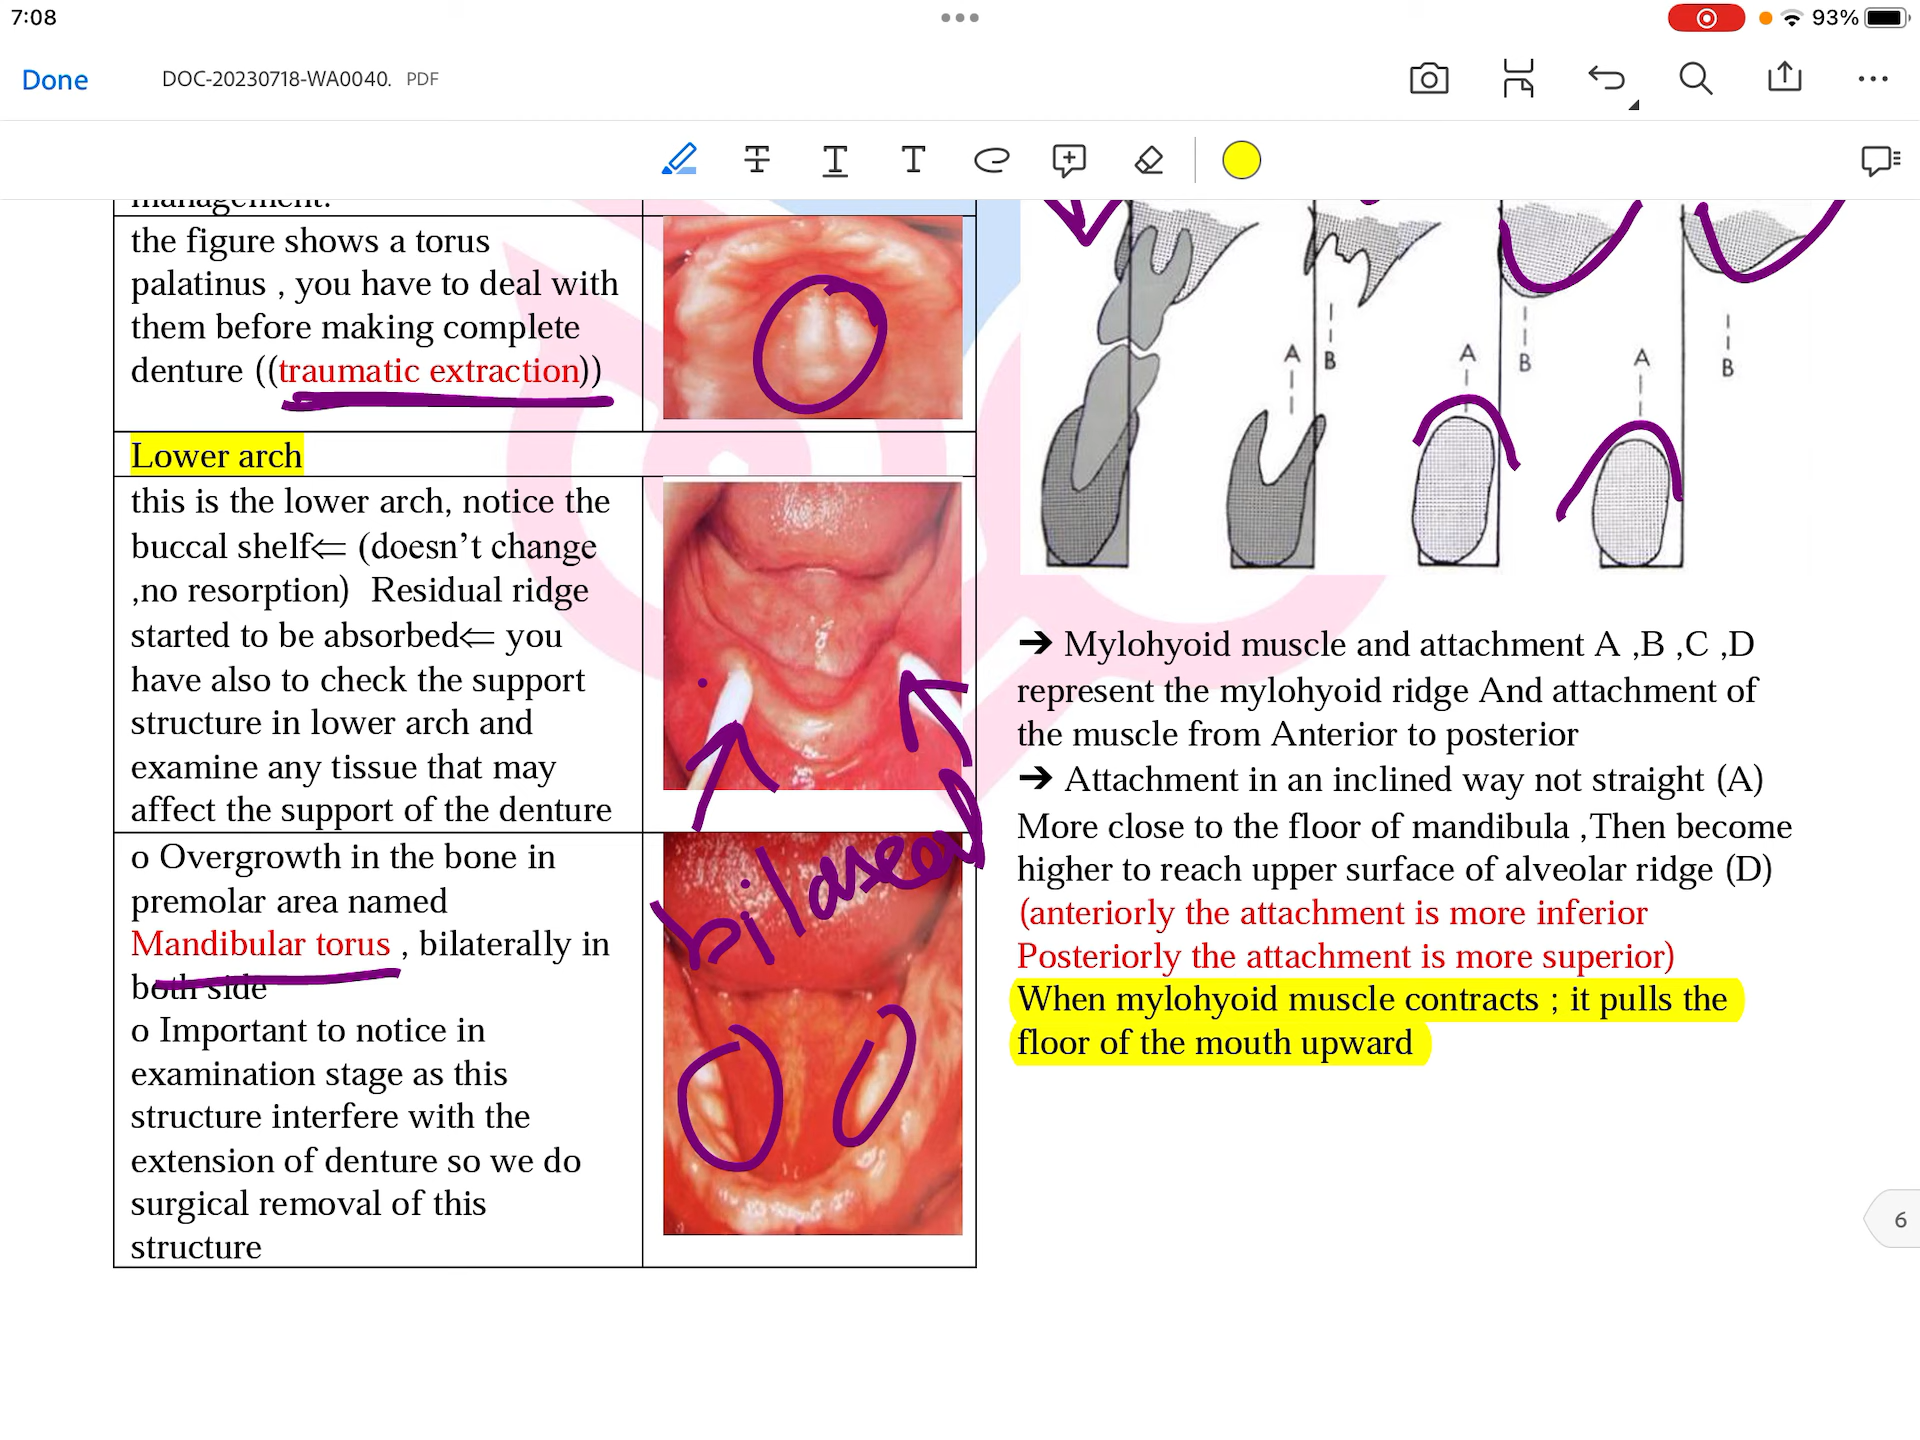 7:08
93%
Done
DOC-20230718-WA0040. PDF
management.
the figure shows a torus
palatinus , you have to deal with
them before making complete
denture ((traumatic extraction))
Lower arch
this is the lower arch, notice the
buccal shelf⇐ (doesn’t change
,no resorption) Residual ridge
started to be absorbed⇐ you
have also to check the support
structure in lower arch and
examine any tissue that may
affect the support of the denture
o Overgrowth in the bone in
premolar area named
Mandibular torus , bilaterally in
both side
o Important to notice in
examination stage as this
structure interfere with the
extension of denture so we do
surgical removal of this
structure
A
B
A
B
A
B
➔ Mylohyoid muscle and attachment A ,B ,C ,D
represent the mylohyoid ridge And attachment of
the muscle from Anterior to posterior
➔ Attachment in an inclined way not straight (A)
More close to the floor of mandibula ,Then become
higher to reach upper surface of alveolar ridge (D)
(anteriorly the attachment is more inferior
Posteriorly the attachment is more superior)
When mylohyoid muscle contracts ; it pulls the
floor of the mouth upward
6